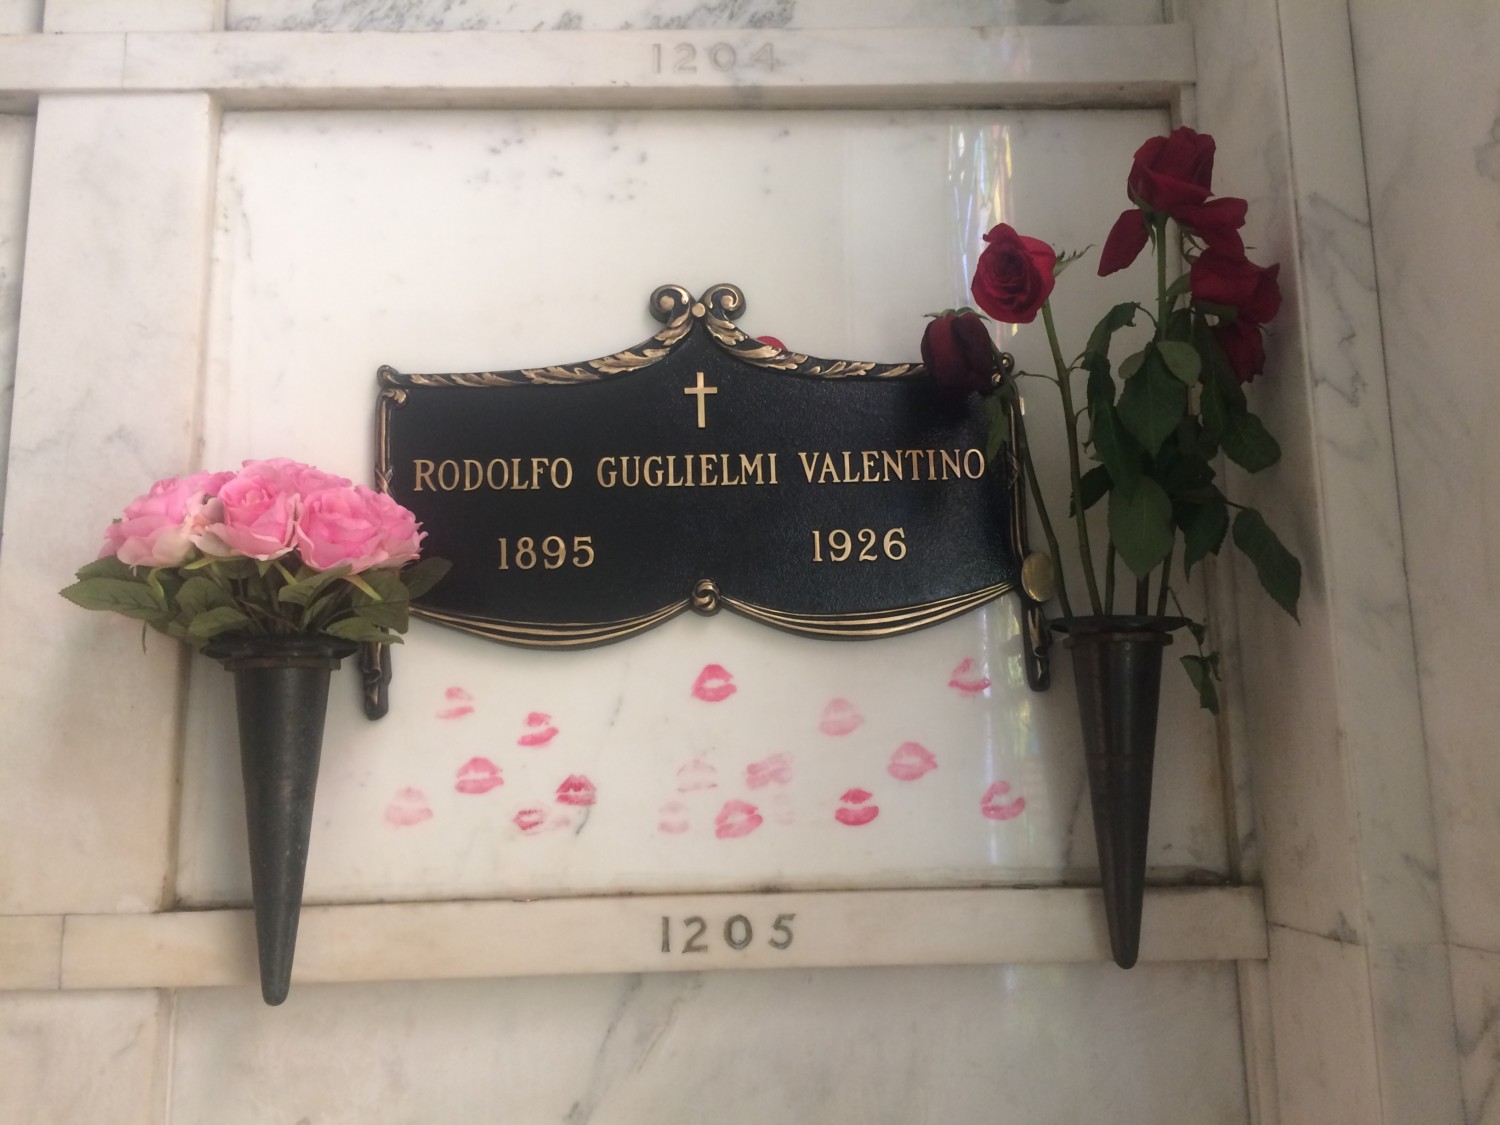 1204
RODOLFO GUGLIELMI VALENTINO
1895 1926
1205